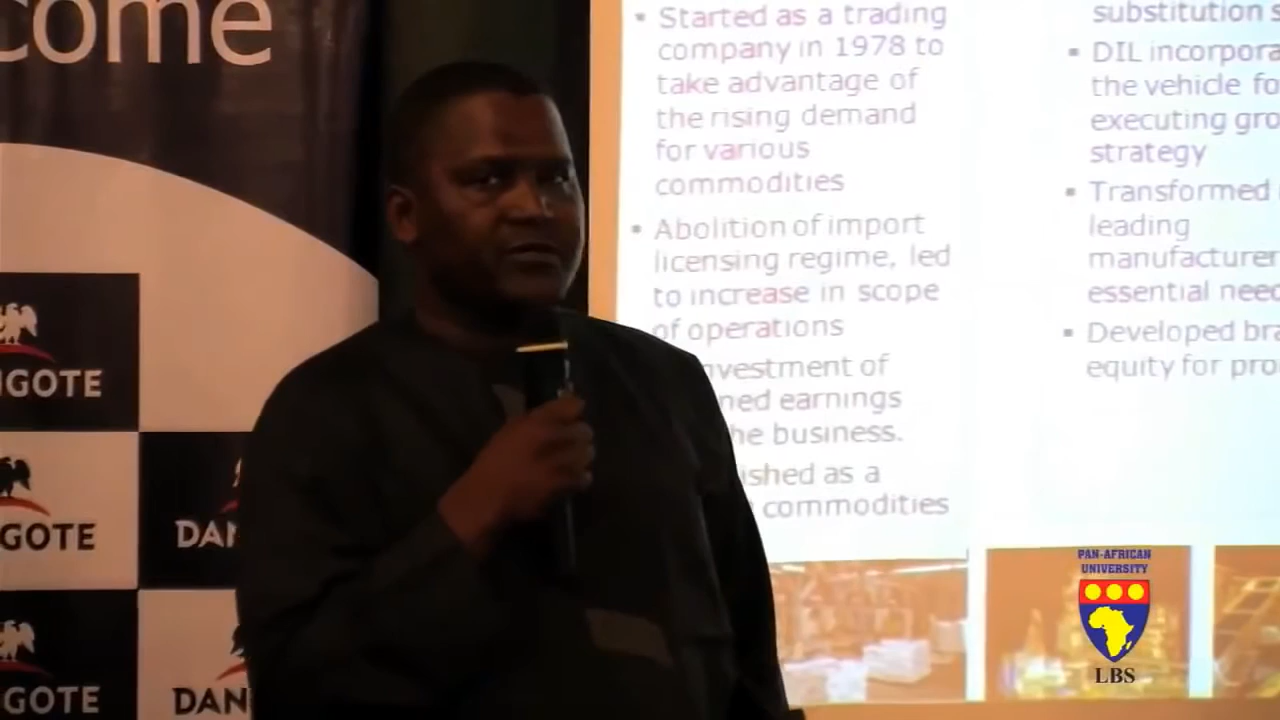 come
Started as a trading
company in 1978 to
take advantage of
the rising demand
for various
commodities
Abolition of import
licensing regime, led
to increase in scope
of operations
nvestment of
ned earnings
he business.
ished as a
commodities
substitution s
DIL incorpora
the vehicle fo
executing gro
strategy
Transformed
leading
manufacturer
essential need
Developed bra
equity for pro
PAN-AFRICAN
UNIVERSITY
LBS
IGOTE
GOTE
DAN
GOTE
DAN